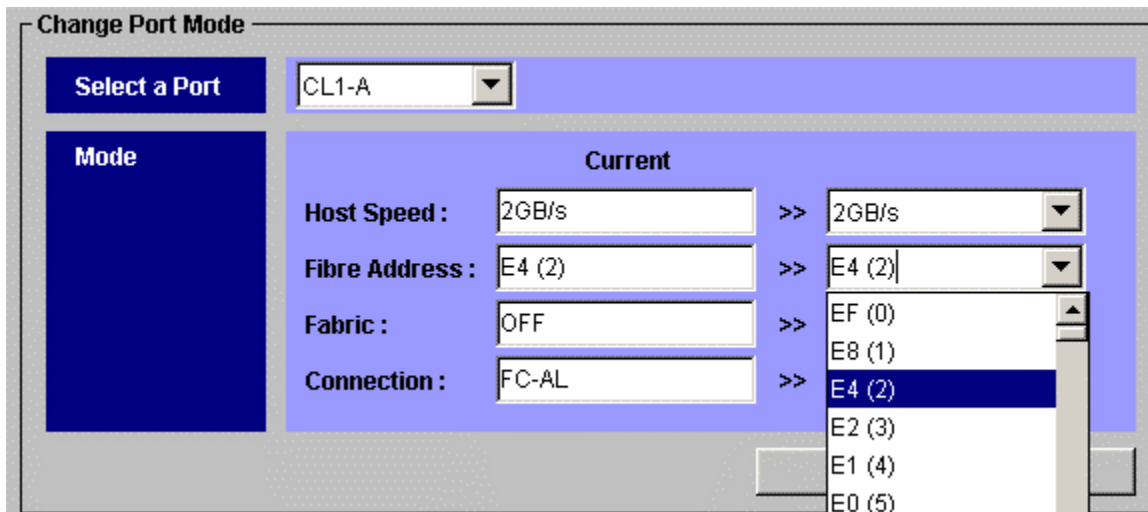 Change Port Mode
Select a Port CL1-A
Mode Current
Host Speed : 2GB/s >> 2GB/s
Fibre Address : E4 (2) >> E4 (2)
Fabric : OFF >> EF (0)
E8 (1)
Connection : FC-AL >> E4 (2)
E2 (3)
E1 (4)
E0 (5)